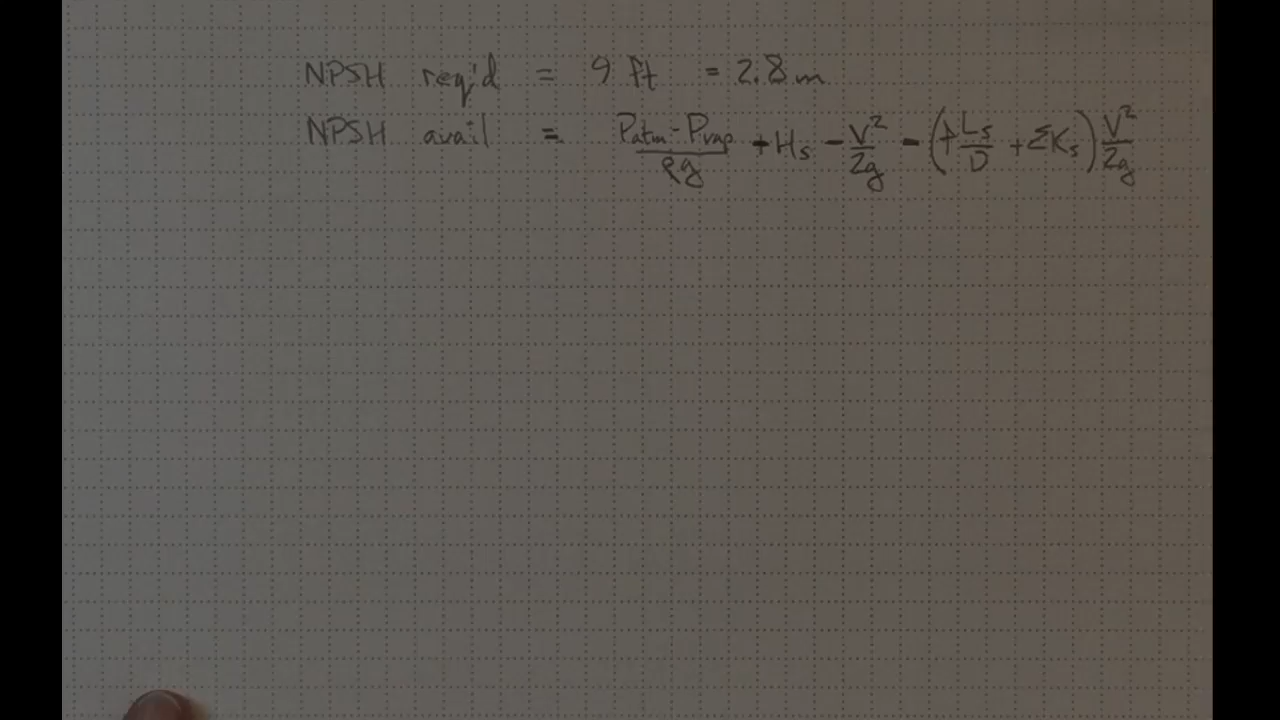 NPSH req'd = 9 ft = 2.8 m
NPSH avail = (Patm - Pvap)/ρg + Hs - V²/2g - (f Ls/D + ΣKs) V²/2g